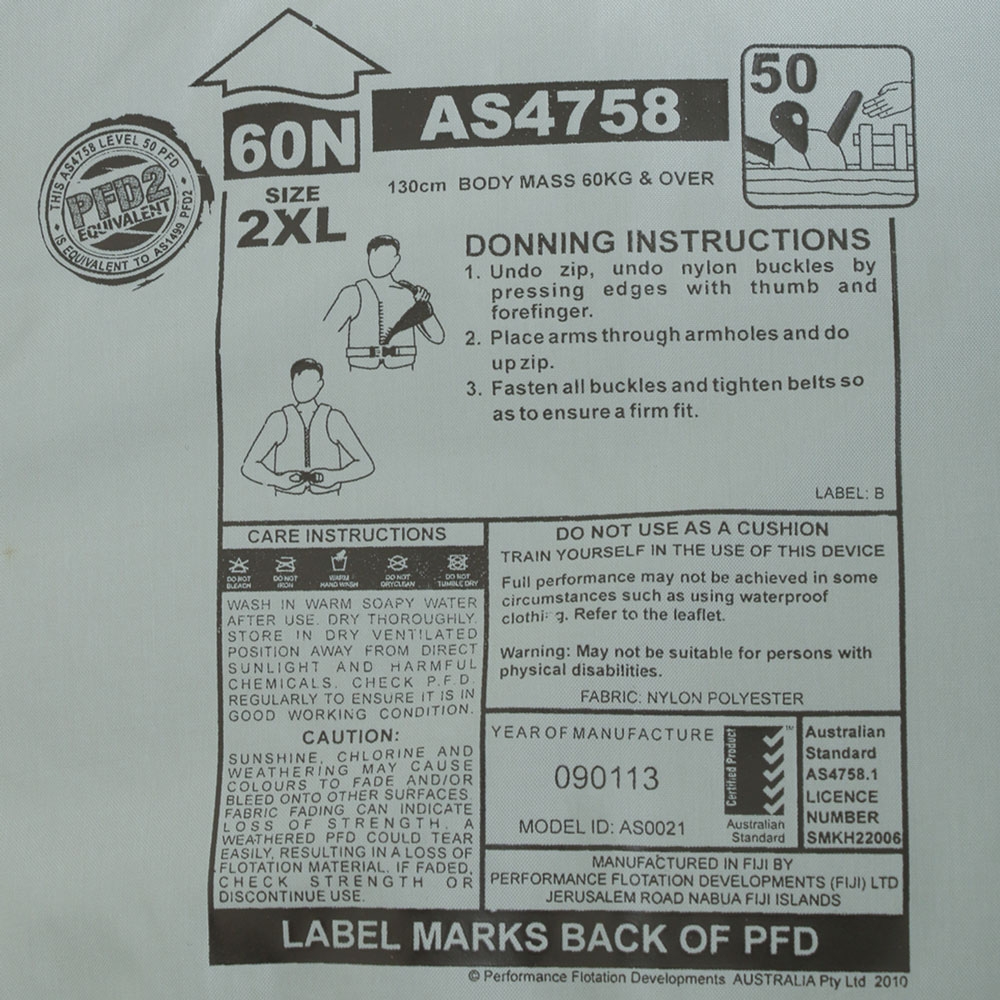 60N
AS4758
50
THIS AS4758 LEVEL 50 PFD
PFD2
EQUIVALENT
IS EQUIVALENT TO AS1499 PFD2
SIZE
2XL
130cm BODY MASS 60KG & OVER
DONNING INSTRUCTIONS
1. Undo zip, undo nylon buckles by
pressing edges with thumb and
forefinger.
2. Place arms through armholes and do
up zip.
3. Fasten all buckles and tighten belts so
as to ensure a firm fit.
LABEL: B
CARE INSTRUCTIONS
DO NOT
BLEACH
DO NOT
IRON
WARM
HAND WASH
DO NOT
DRYCLEAN
DO NOT
TUMBLE DRY
WASH IN WARM SOAPY WATER
AFTER USE. DRY THOROUGHLY.
STORE IN DRY VENTILATED
POSITION AWAY FROM DIRECT
SUNLIGHT AND HARMFUL
CHEMICALS. CHECK P.F.D.
REGULARLY TO ENSURE IT IS IN
GOOD WORKING CONDITION.
CAUTION:
SUNSHINE, CHLORINE AND
WEATHERING MAY CAUSE
COLOURS TO FADE AND/OR
BLEED ONTO OTHER SURFACES.
FABRIC FADING CAN INDICATE
LOSS OF STRENGTH. A
WEATHERED PFD COULD TEAR
EASILY, RESULTING IN A LOSS OF
FLOTATION MATERIAL. IF FADED,
CHECK STRENGTH OR
DISCONTINUE USE.
DO NOT USE AS A CUSHION
TRAIN YOURSELF IN THE USE OF THIS DEVICE
Full performance may not be achieved in some
circumstances such as using waterproof
clothi g. Refer to the leaflet.
Warning: May not be suitable for persons with
physical disabilities.
FABRIC: NYLON POLYESTER
YEAR OF MANUFACTURE
090113
MODEL ID: AS0021
Certified Product
TM
Australian
Standard
Australian
Standard
AS4758.1
LICENCE
NUMBER
SMKH22006
MANUFACTURED IN FIJI BY
PERFORMANCE FLOTATION DEVELOPMENTS (FIJI) LTD
JERUSALEM ROAD NABUA FIJI ISLANDS
LABEL MARKS BACK OF PFD
© Performance Flotation Developments AUSTRALIA Pty Ltd 2010